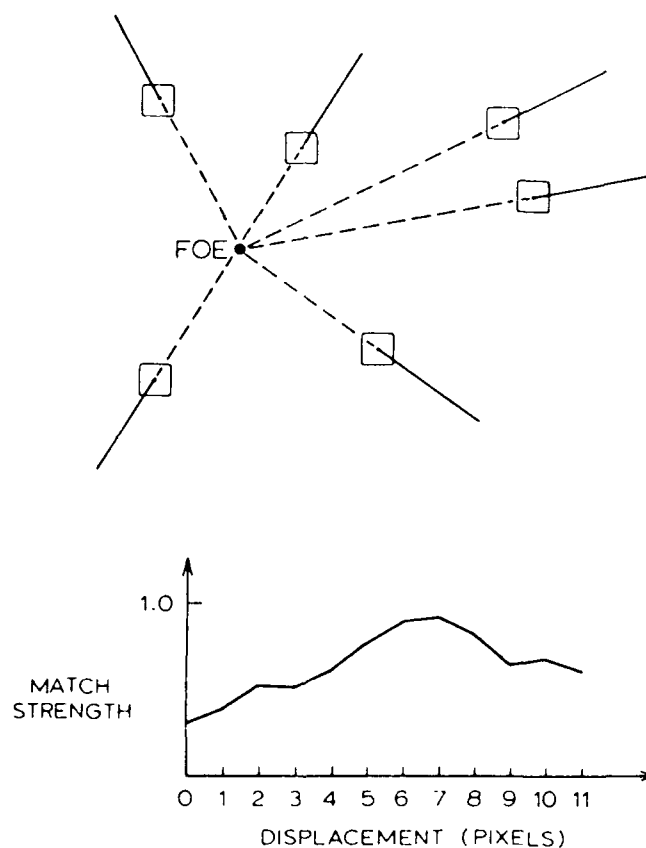 FOE
1.0
MATCH
STRENGTH
0 1 2 3 4 5 6 7 8 9 10 11
DISPLACEMENT (PIXELS)